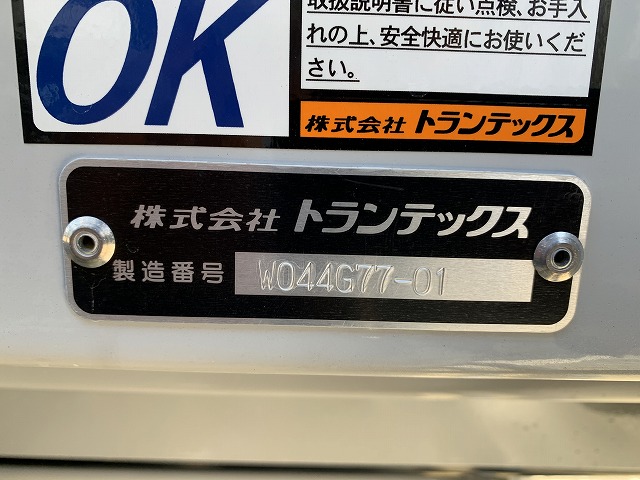 OK
取扱説明書に従い点検、お手入
れの上、安全快適にお使いくだ
さい。
株式会社 トランテックス
株式会社 トランテックス
製造番号 W044G77-01